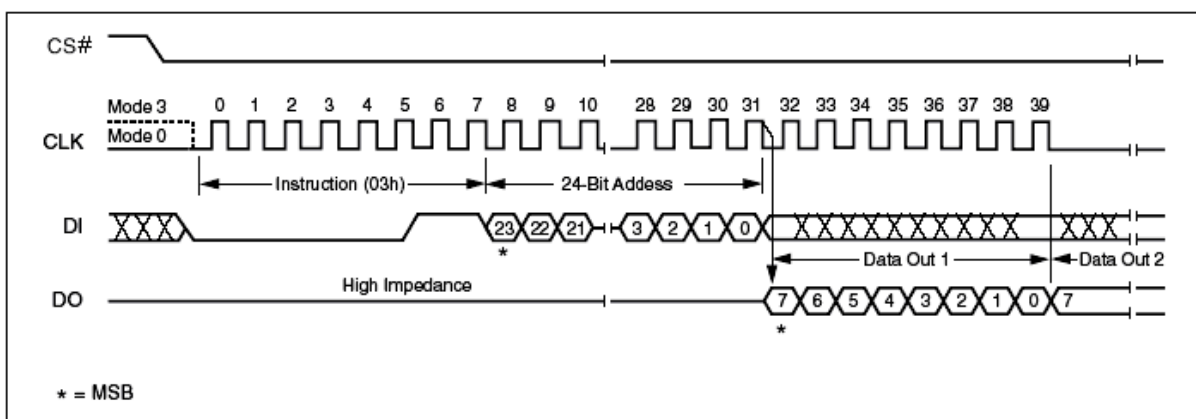 CS#
Mode 3
0 1 2 3 4 5 6 7 8 9 10 28 29 30 31 32 33 34 35 36 37 38 39
Mode 0
CLK
Instruction (03h) 24-Bit Addess
DI 23 22 21 3 2 1 0
* Data Out 1 Data Out 2
High Impedance
DO 7 6 5 4 3 2 1 0 7
*
* = MSB